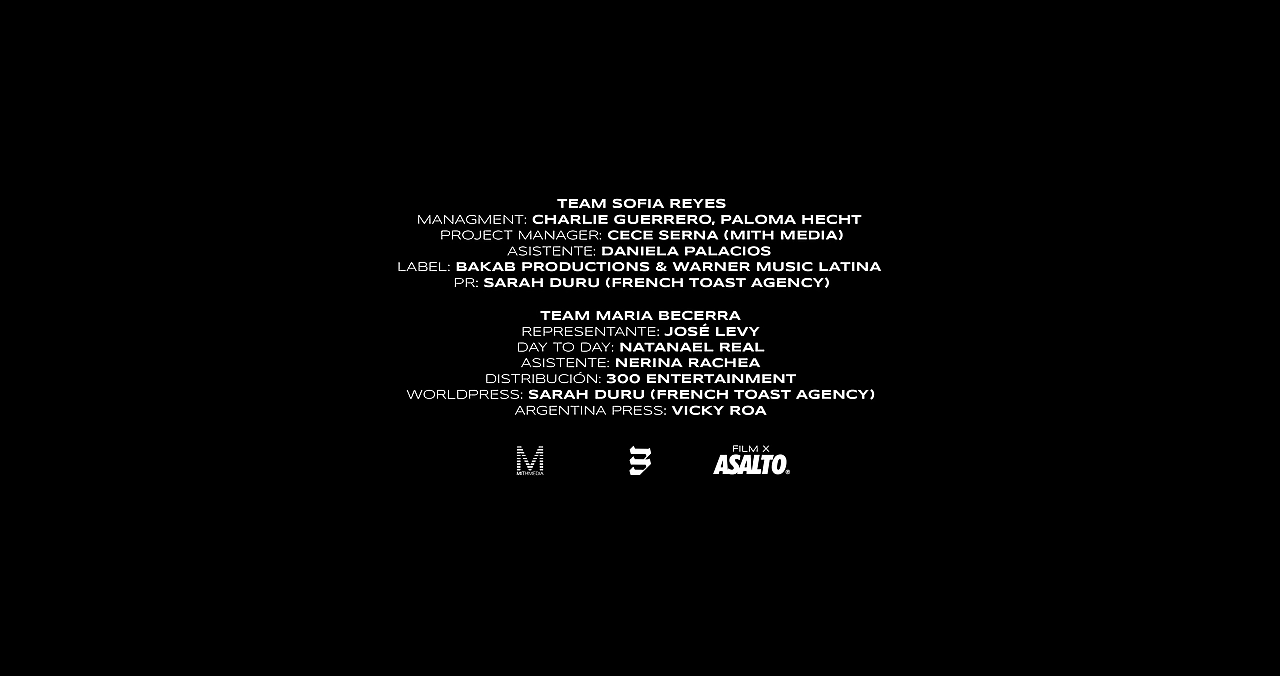 TEAM SOFIA REYES
MANAGMENT: CHARLIE GUERRERO, PALOMA HECHT
PROJECT MANAGER: CECE SERNA (MITH MEDIA)
ASISTENTE: DANIELA PALACIOS
LABEL: BAKAB PRODUCTIONS & WARNER MUSIC LATINA
PR: SARAH DURU (FRENCH TOAST AGENCY)
TEAM MARIA BECERRA
REPRESENTANTE: JOSÉ LEVY
DAY TO DAY: NATANAEL REAL
ASISTENTE: NERINA RACHEA
DISTRIBUCIÓN: 300 ENTERTAINMENT
WORLDPRESS: SARAH DURU (FRENCH TOAST AGENCY)
ARGENTINA PRESS: VICKY ROA
M
MITHMEDIA
FILM X
ASALTO®